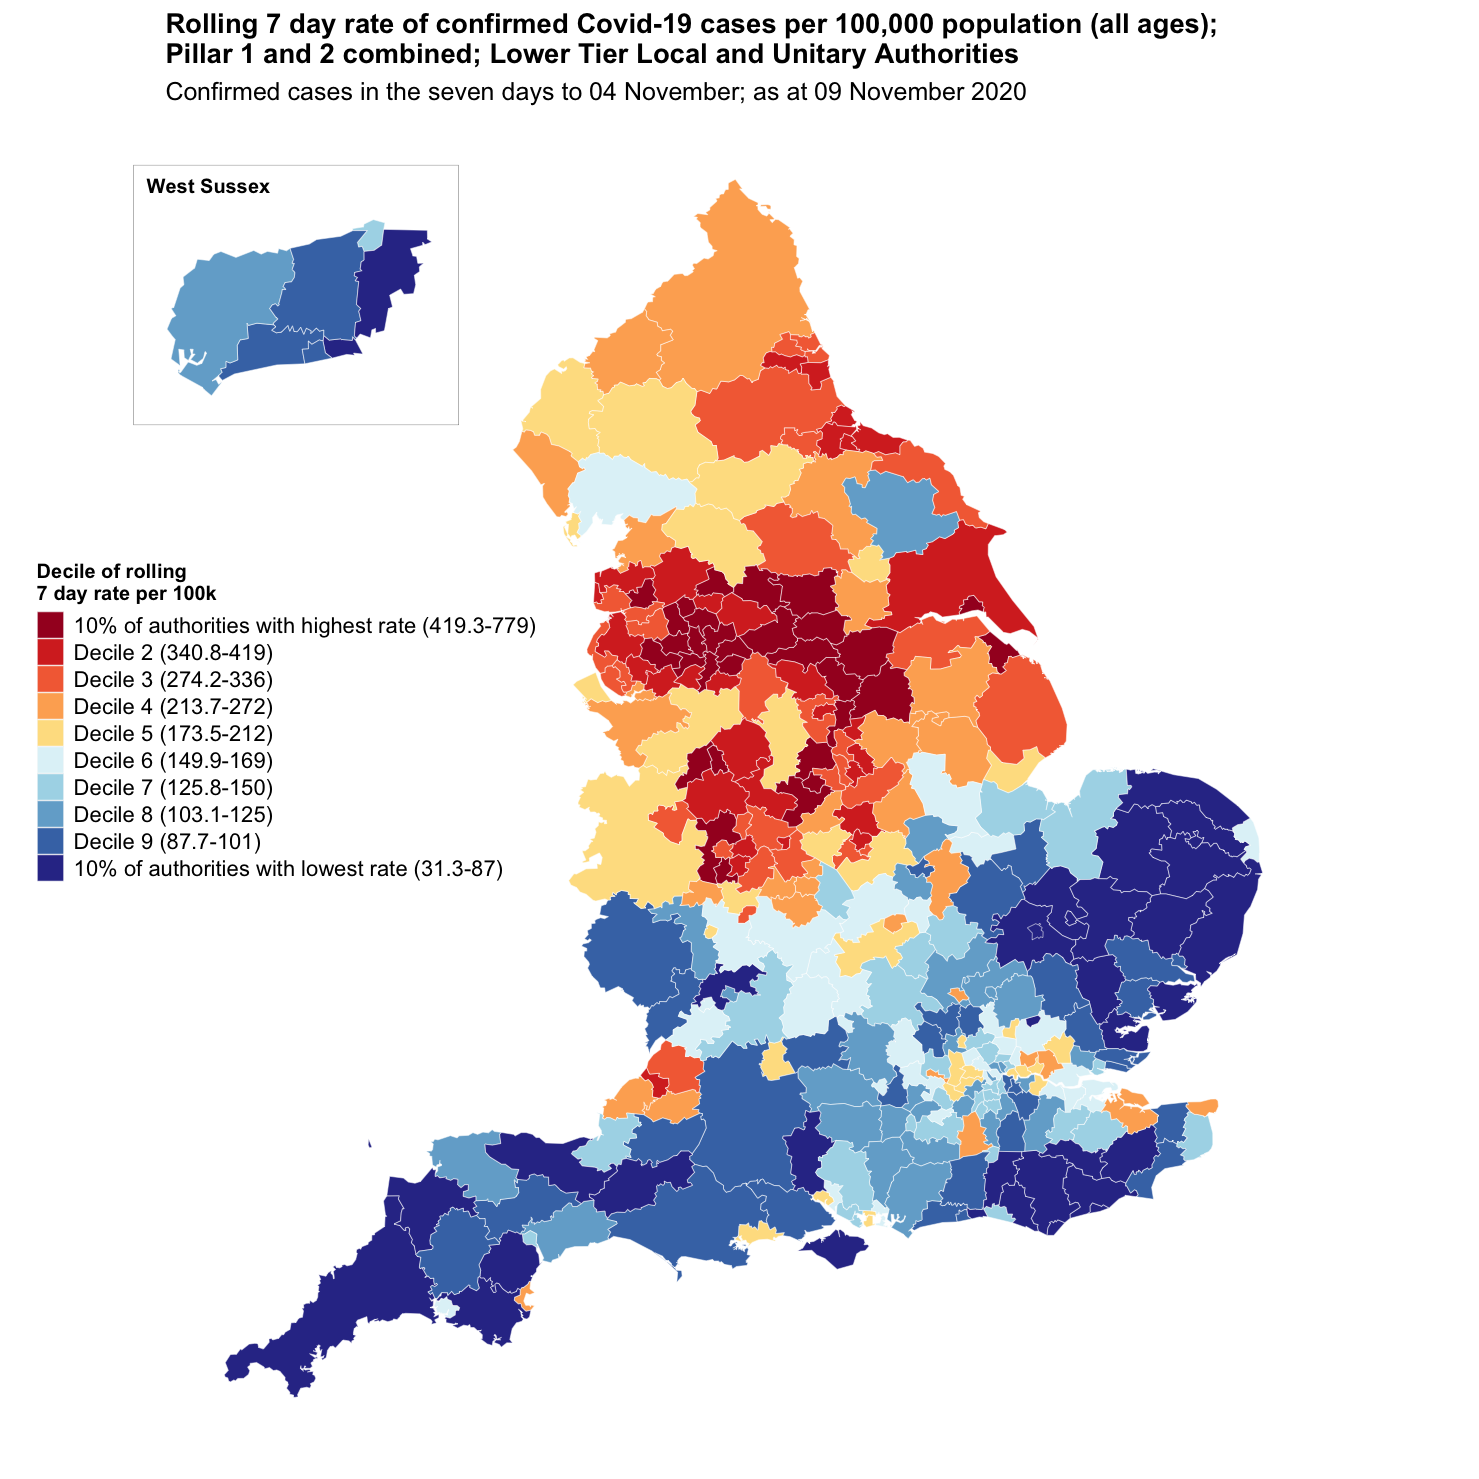 Rolling 7 day rate of confirmed Covid-19 cases per 100,000 population (all ages);
Pillar 1 and 2 combined; Lower Tier Local and Unitary Authorities
Confirmed cases in the seven days to 04 November; as at 09 November 2020
West Sussex
Decile of rolling
7 day rate per 100k
10% of authorities with highest rate (419.3-779)
Decile 2 (340.8-419)
Decile 3 (274.2-336)
Decile 4 (213.7-272)
Decile 5 (173.5-212)
Decile 6 (149.9-169)
Decile 7 (125.8-150)
Decile 8 (103.1-125)
Decile 9 (87.7-101)
10% of authorities with lowest rate (31.3-87)